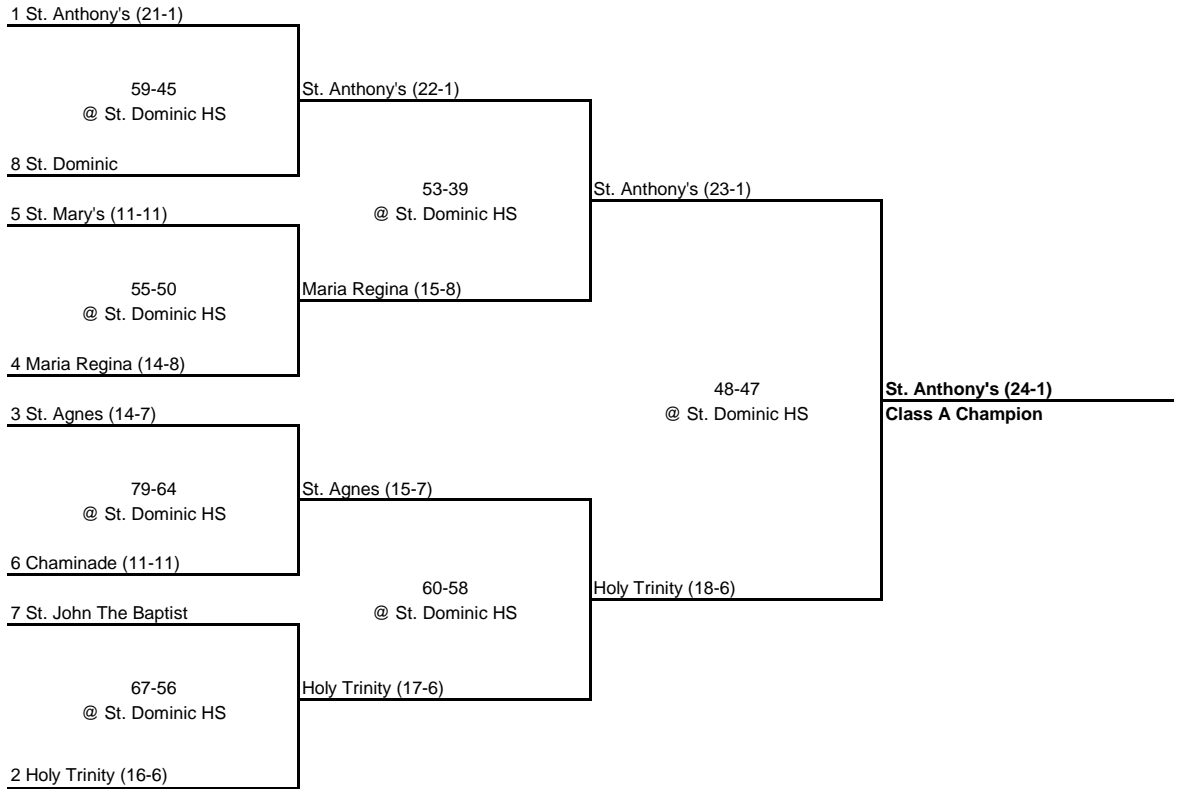 1 St. Anthony's (21-1)
59-45
@ St. Dominic HS
St. Anthony's (22-1)
8 St. Dominic
53-39
@ St. Dominic HS
St. Anthony's (23-1)
5 St. Mary's (11-11)
55-50
@ St. Dominic HS
Maria Regina (15-8)
4 Maria Regina (14-8)
48-47
@ St. Dominic HS
St. Anthony's (24-1)
Class A Champion
3 St. Agnes (14-7)
79-64
@ St. Dominic HS
St. Agnes (15-7)
6 Chaminade (11-11)
60-58
@ St. Dominic HS
Holy Trinity (18-6)
7 St. John The Baptist
67-56
@ St. Dominic HS
Holy Trinity (17-6)
2 Holy Trinity (16-6)